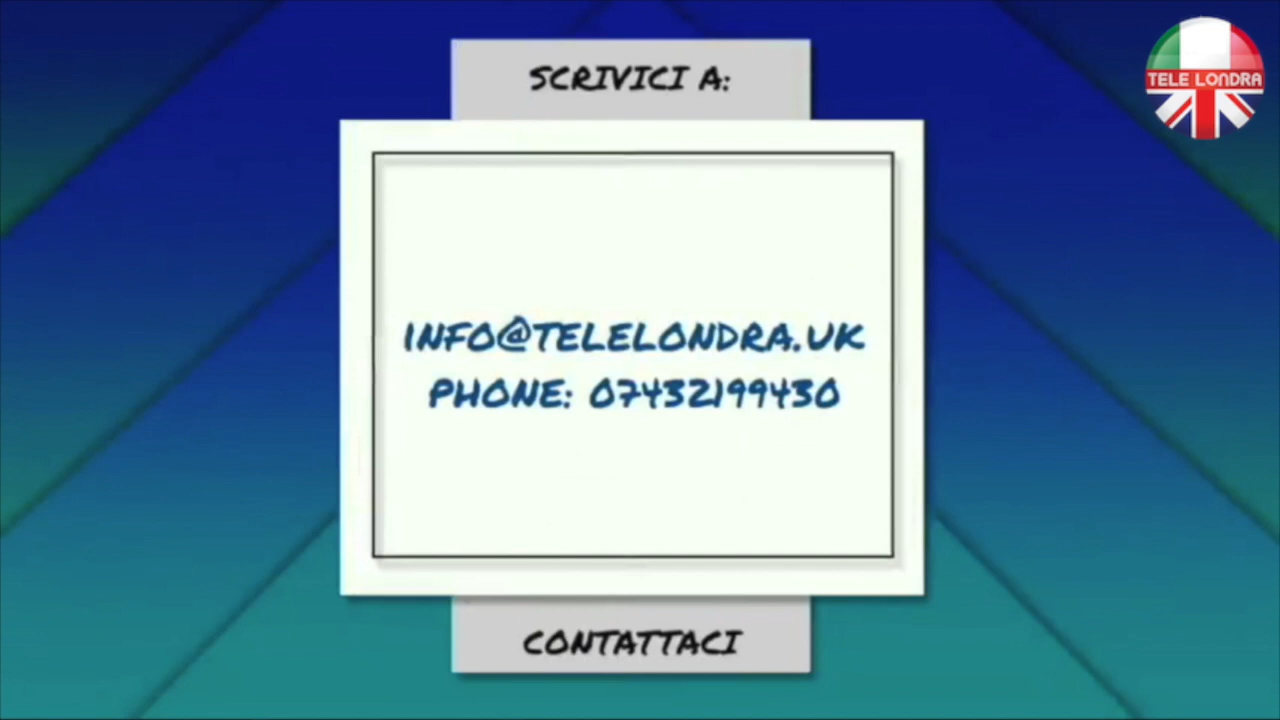 SCRIVICI A:
TELE LONDRA
INFO@TELELONDRA.UK
PHONE: 07432199430
CONTATTACI